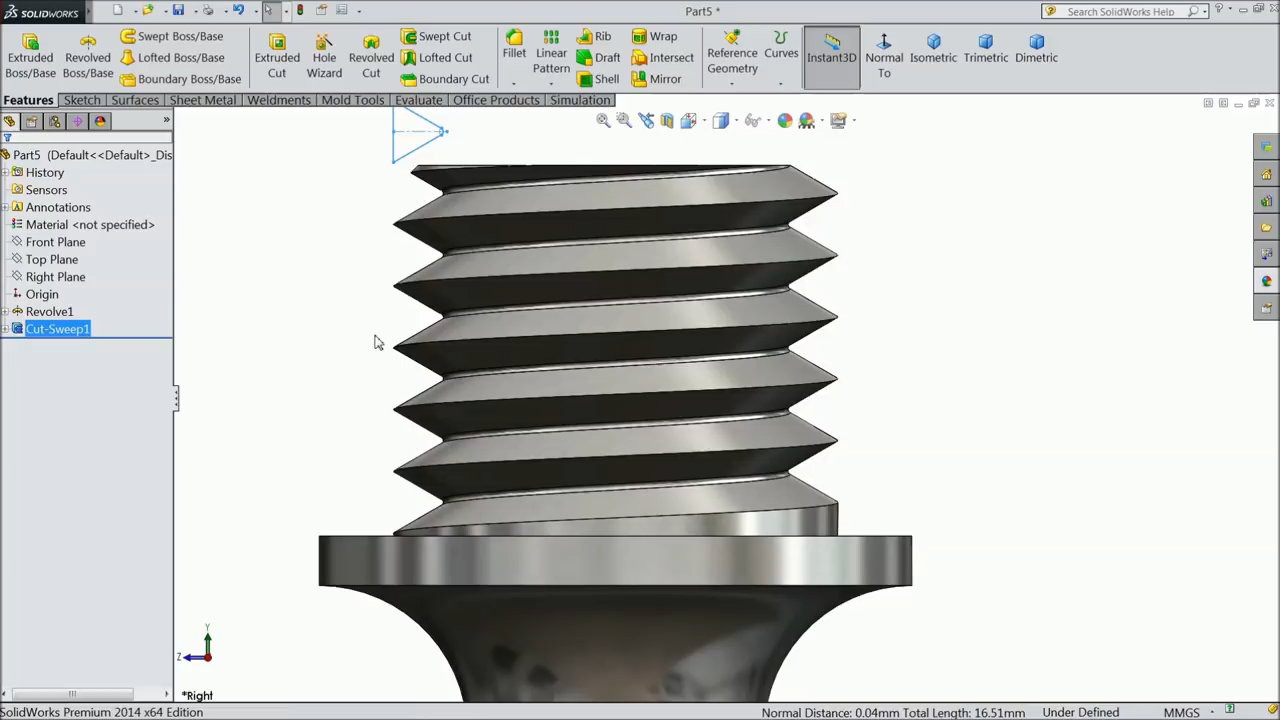 SOLIDWORKS
Part5 *
Search SolidWorks Help
Extruded Boss/Base
Revolved Boss/Base
Swept Boss/Base
Lofted Boss/Base
Boundary Boss/Base
Extruded Cut
Hole Wizard
Revolved Cut
Swept Cut
Lofted Cut
Boundary Cut
Fillet
Linear Pattern
Rib
Draft
Shell
Wrap
Intersect
Mirror
Reference Geometry
Curves
Instant3D
Normal To
Isometric
Trimetric
Dimetric
Features Sketch Surfaces Sheet Metal Weldments Mold Tools Evaluate Office Products Simulation
Part5 (Default<<Default>_Dis
History
Sensors
Annotations
Material <not specified>
Front Plane
Top Plane
Right Plane
Origin
Revolve1
Cut-Sweep1
Y
Z
*Right
SolidWorks Premium 2014 x64 Edition
Normal Distance: 0.04mm Total Length: 16.51mm Under Defined MMGS